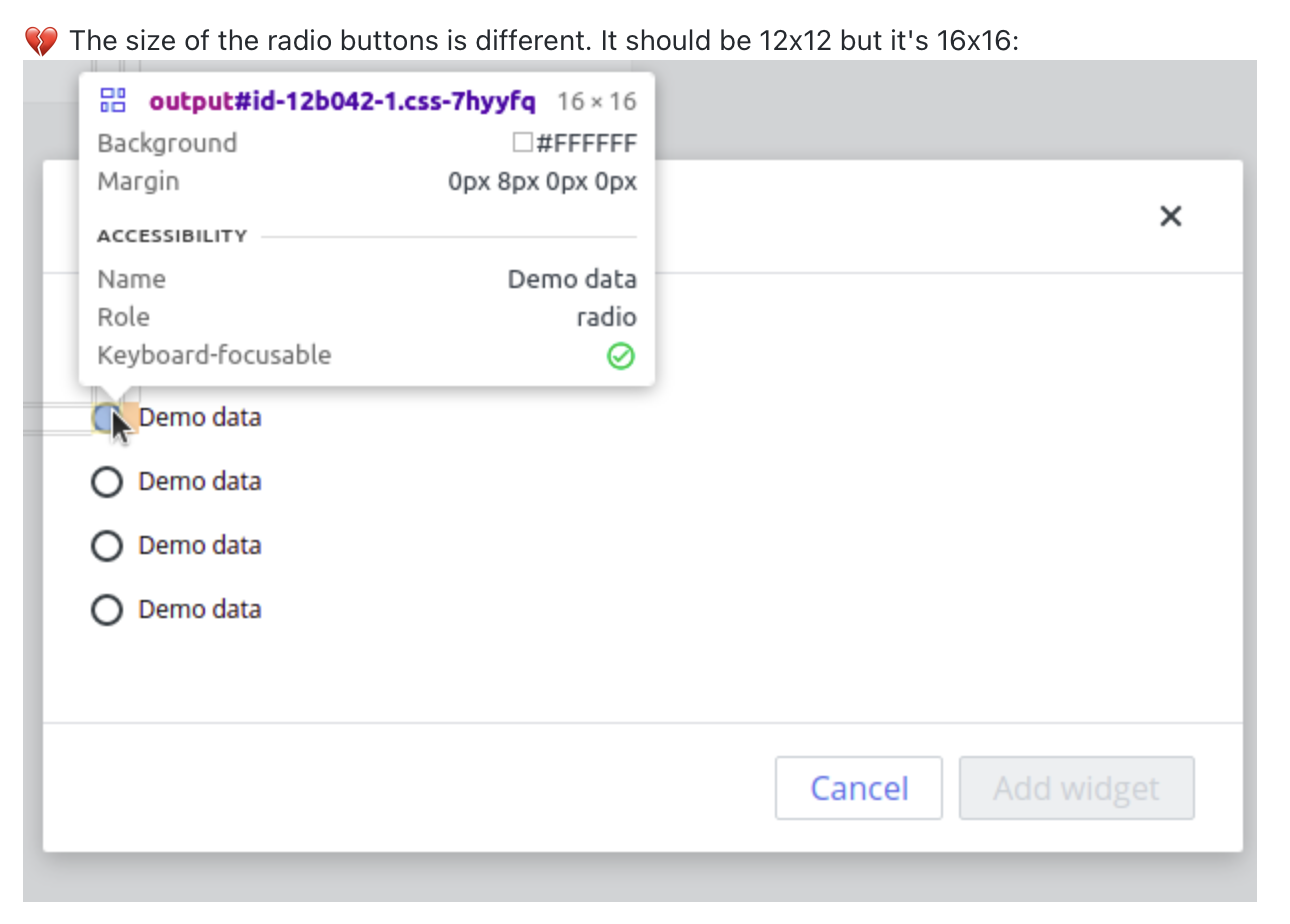 💔 The size of the radio buttons is different. It should be 12x12 but it's 16x16:
output#id-12b042-1.css-7hyyfq 16 × 16
Background #FFFFFF
Margin 0px 8px 0px 0px
ACCESSIBILITY
Name Demo data
Role radio
Keyboard-focusable
Demo data
Demo data
Demo data
Demo data
Cancel Add widget